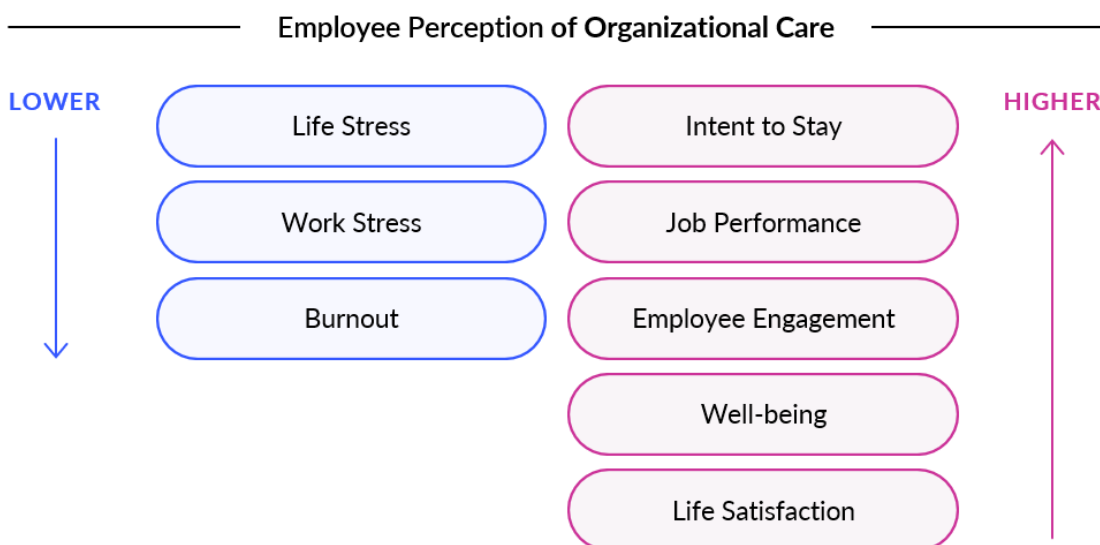 Employee Perception of Organizational Care
LOWER
HIGHER
Life Stress
Intent to Stay
Work Stress
Job Performance
Burnout
Employee Engagement
Well-being
Life Satisfaction